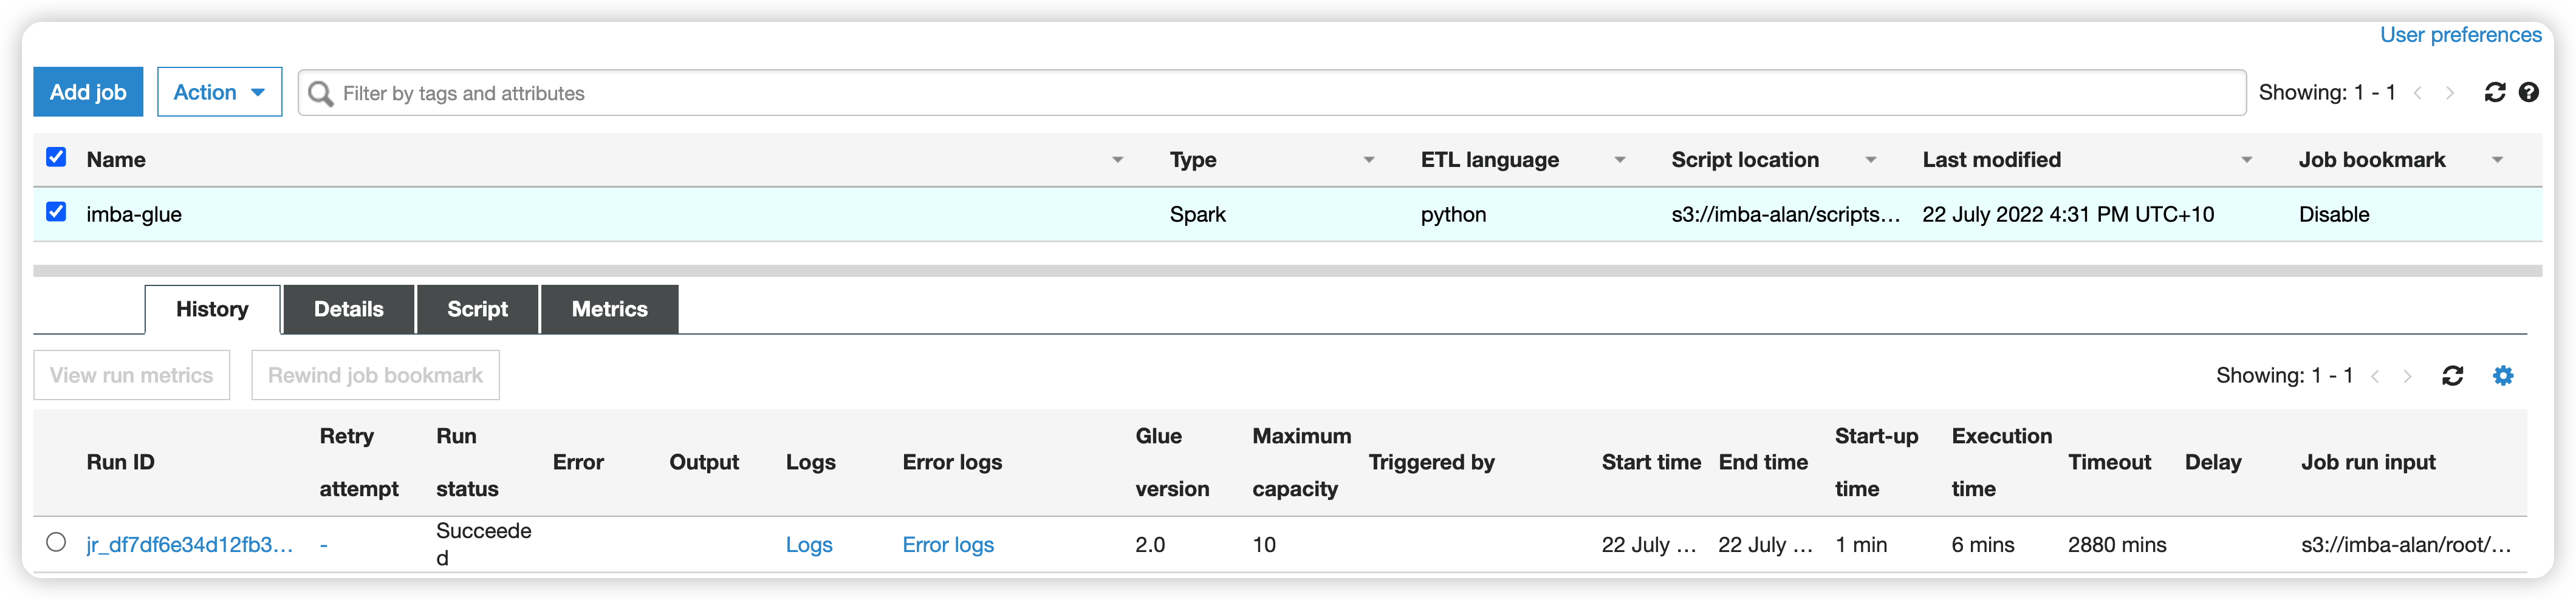 User preferences
Add job Action Filter by tags and attributes Showing: 1 - 1
Name Type ETL language Script location Last modified Job bookmark
imba-glue Spark python s3://imba-alan/scripts... 22 July 2022 4:31 PM UTC+10 Disable
History Details Script Metrics
View run metrics Rewind job bookmark Showing: 1 - 1
Run ID Retry attempt Run status Error Output Logs Error logs Glue version Maximum capacity Triggered by Start time End time Start-up time Execution time Timeout Delay Job run input
jr_df7df6e34d12fb3... - Succeeded Logs Error logs 2.0 10 22 July ... 22 July ... 1 min 6 mins 2880 mins s3://imba-alan/root/...